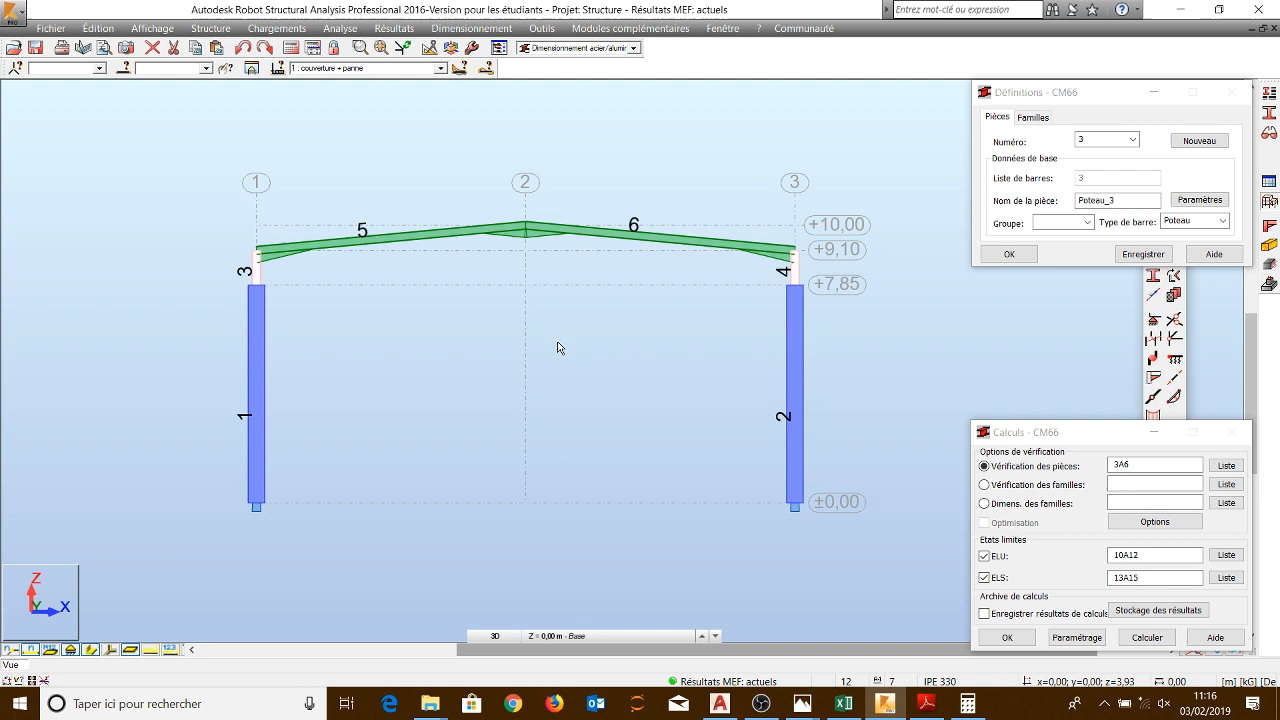 Autodesk Robot Structural Analysis Professional 2016-Version pour les étudiants - Projet: Structure - Résultats MEF: actuels
Entrez mot-clé ou expression
PRO
Fichier Edition Affichage Structure Chargements Analyse Résultats Dimensionnement Outils Modules complémentaires Fenêtre ? Communauté
Dimensionnement acier/alumir
1 : couverture + panne
Définitions - CM66
Pièces Familles
Numéro: 3 Nouveau
Données de base
Liste de barres: 3
Nom de la pièce: Poteau_3 Paramètres
Groupe: Type de barre: Poteau
OK Enregistrer Aide
1 2 3
5 6
+10,00
+9,10
3 4
+7,85
1 2
±0,00
Calculs - CM66
Options de vérification
Vérification des pièces: 3A6 Liste
Vérification des familles: Liste
Dimens. des familles: Liste
Optimisation Options
Etats limites
ELU: 10A12 Liste
ELS: 13A15 Liste
Archive de calculs
Enregistrer résultats de calculs Stockage des résultats
OK Paramétrage Calculer Aide
Z
Y X
3D Z = 0,00 m - Base
Vue
Résultats MEF: actuels 12 7 IPE 330 x=0,00; y=0,00; z=3,93 0,00 [m] [kG] [De
Taper ici pour rechercher
11:16
03/02/2019